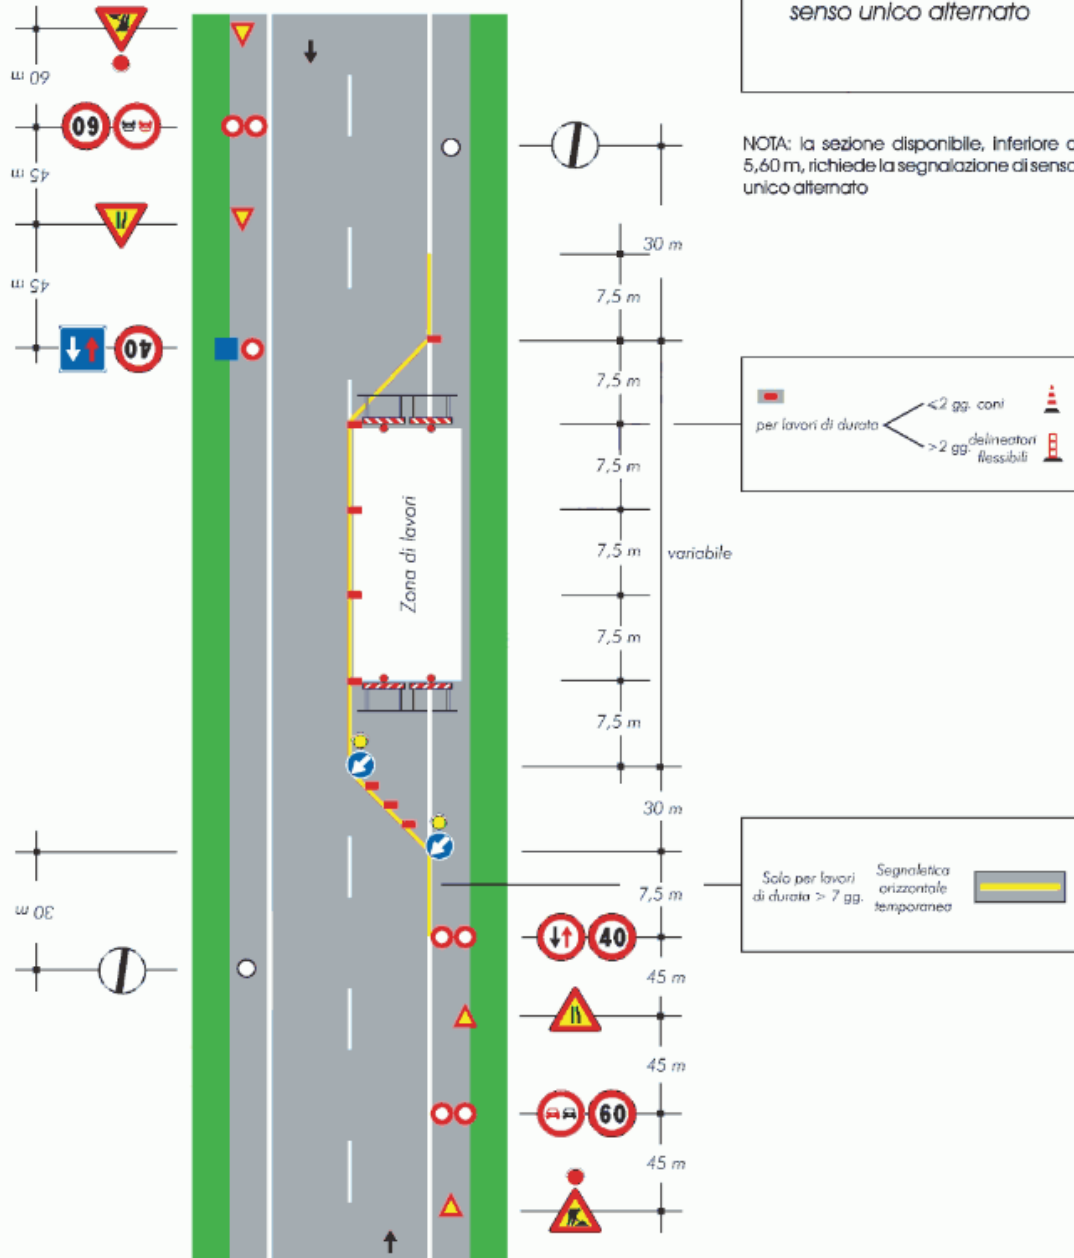 senso unico alternato
NOTA: la sezione disponibile, inferiore a
5,60 m, richiede la segnalazione di senso
unico alternato
60 m
60
45 m
45 m
40
30 m
7,5 m
7,5 m
7,5 m
7,5 m
variabile
7,5 m
7,5 m
Zona di lavori
per lavori di durata
<2 gg. coni
>2 gg. delineatori
flessibili
30 m
7,5 m
Solo per lavori
di durata > 7 gg.
Segnaletica
orizzontale
temporanea
30 m
40
45 m
45 m
60
45 m